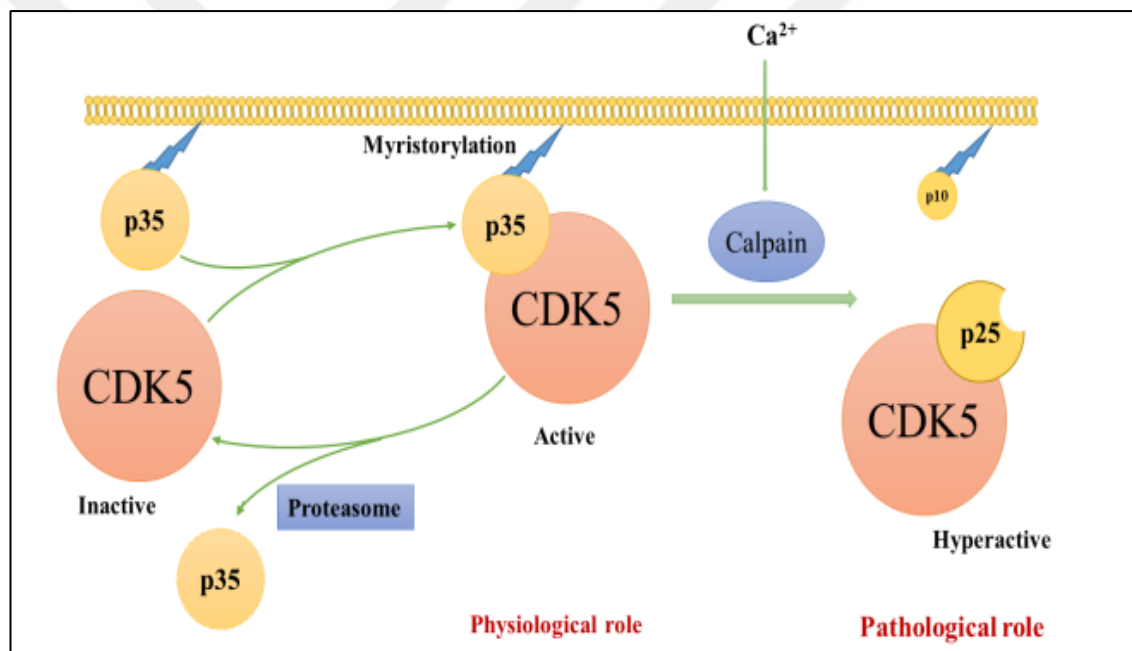 Ca²⁺
Myristorylation
p35
p35
p10
Calpain
CDK5
CDK5
p25
CDK5
Active
Inactive
Proteasome
Hyperactive
p35
Physiological role
Pathological role